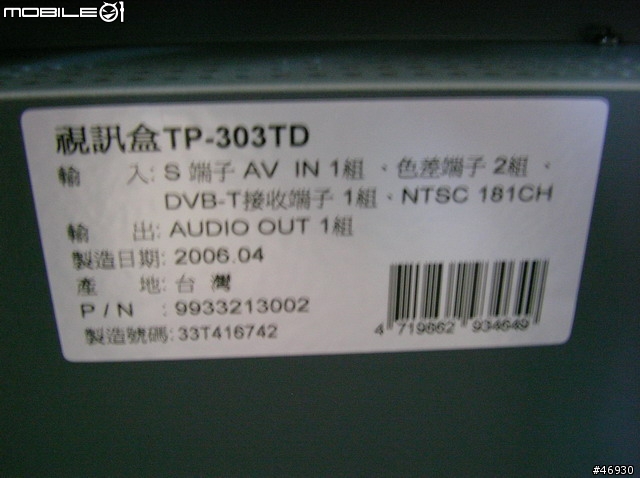 MOBILE01
視訊盒TP-303TD
輸 入: S 端子 AV IN 1組、色差端子 2組、
DVB-T接收端子 1組、NTSC 181CH
輸 出: AUDIO OUT 1組
製造日期: 2006.04
產 地: 台 灣
P / N : 9933213002
製造號碼: 33T416742
4 719862 934649
#46930